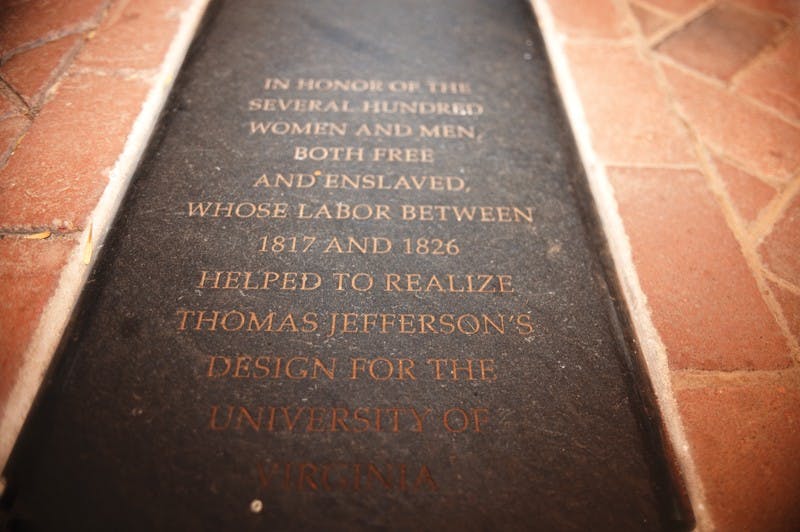 IN HONOR OF THE
SEVERAL HUNDRED
WOMEN AND MEN,
BOTH FREE
AND ENSLAVED,
WHOSE LABOR BETWEEN
1817 AND 1826
HELPED TO REALIZE
THOMAS JEFFERSON'S
DESIGN FOR THE
UNIVERSITY OF
VIRGINIA